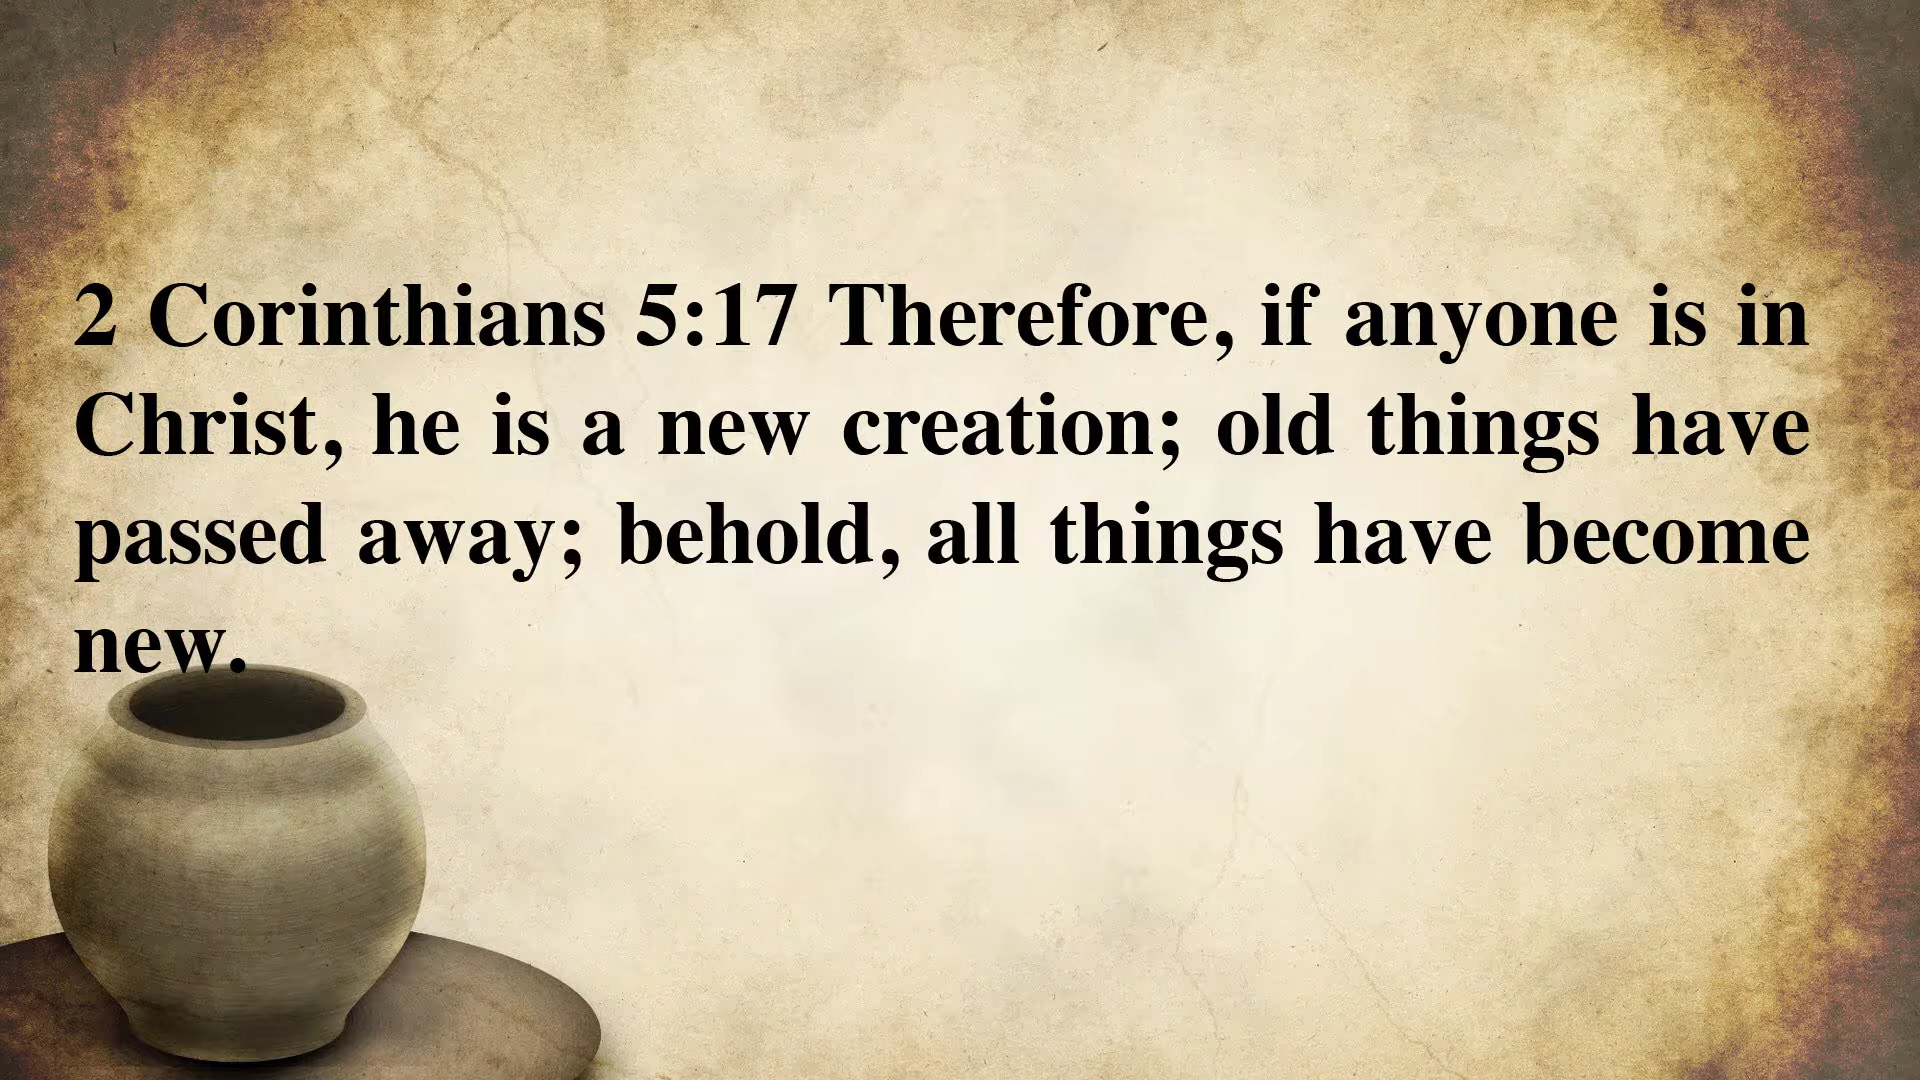 2 Corinthians 5:17 Therefore, if anyone is in
Christ, he is a new creation; old things have
passed away; behold, all things have become
new.